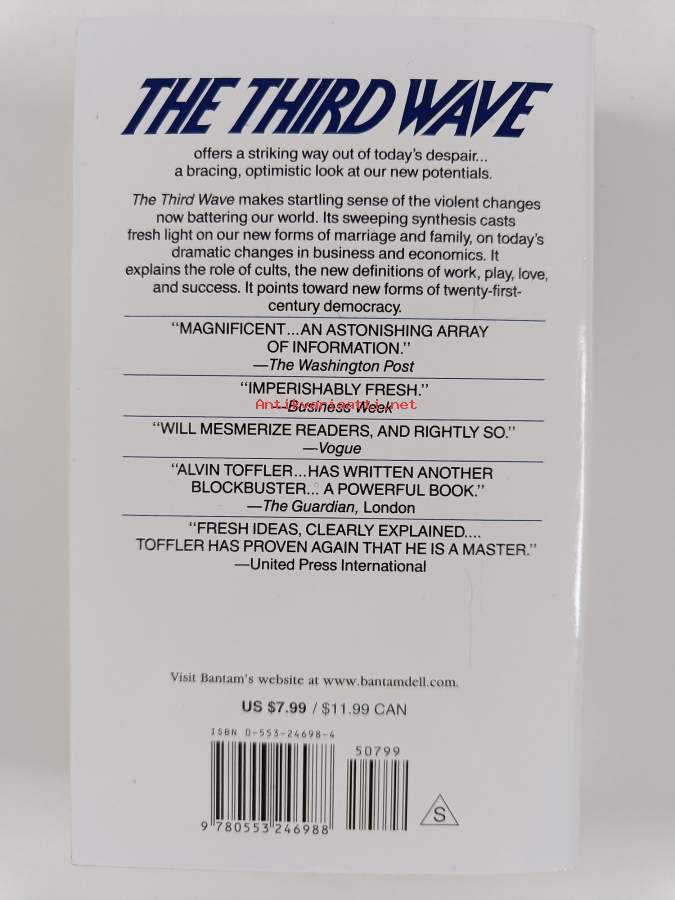 THE THIRD WAVE
offers a striking way out of today's despair...
a bracing, optimistic look at our new potentials.
The Third Wave makes startling sense of the violent changes
now battering our world. Its sweeping synthesis casts
fresh light on our new forms of marriage and family, on today's
dramatic changes in business and economics. It
explains the role of cults, the new definitions of work, play, love,
and success. It points toward new forms of twenty-first-
century democracy.
"MAGNIFICENT...AN ASTONISHING ARRAY
OF INFORMATION."
—The Washington Post
"IMPERISHABLY FRESH."
—Business Week
Antikvariaatti.net
"WILL MESMERIZE READERS, AND RIGHTLY SO."
—Vogue
"ALVIN TOFFLER...HAS WRITTEN ANOTHER
BLOCKBUSTER... A POWERFUL BOOK."
—The Guardian, London
"FRESH IDEAS, CLEARLY EXPLAINED....
TOFFLER HAS PROVEN AGAIN THAT HE IS A MASTER."
—United Press International
Visit Bantam's website at www.bantamdell.com.
US $7.99 / $11.99 CAN
ISBN 0-553-24698-4
50799
9 780553 246988
S